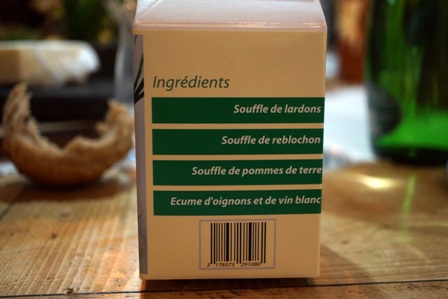 Ingrédients
Souffle de lardons
Souffle de reblochon
Souffle de pommes de terre
Ecume d'oignons et de vin blanc